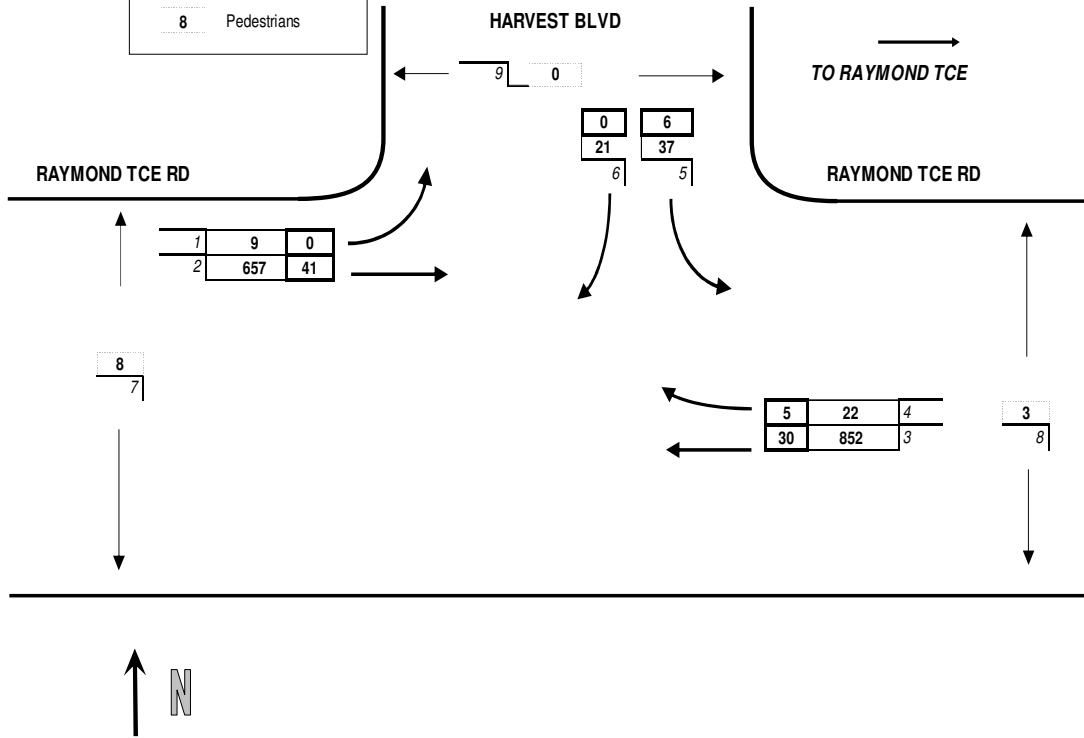 8 Pedestrians
HARVEST BLVD
9 0
TO RAYMOND TCE
0 6
21 37
6 5
RAYMOND TCE RD
RAYMOND TCE RD
1 9 0
2 657 41
8
7
5 22 4
30 852 3
3
8
N